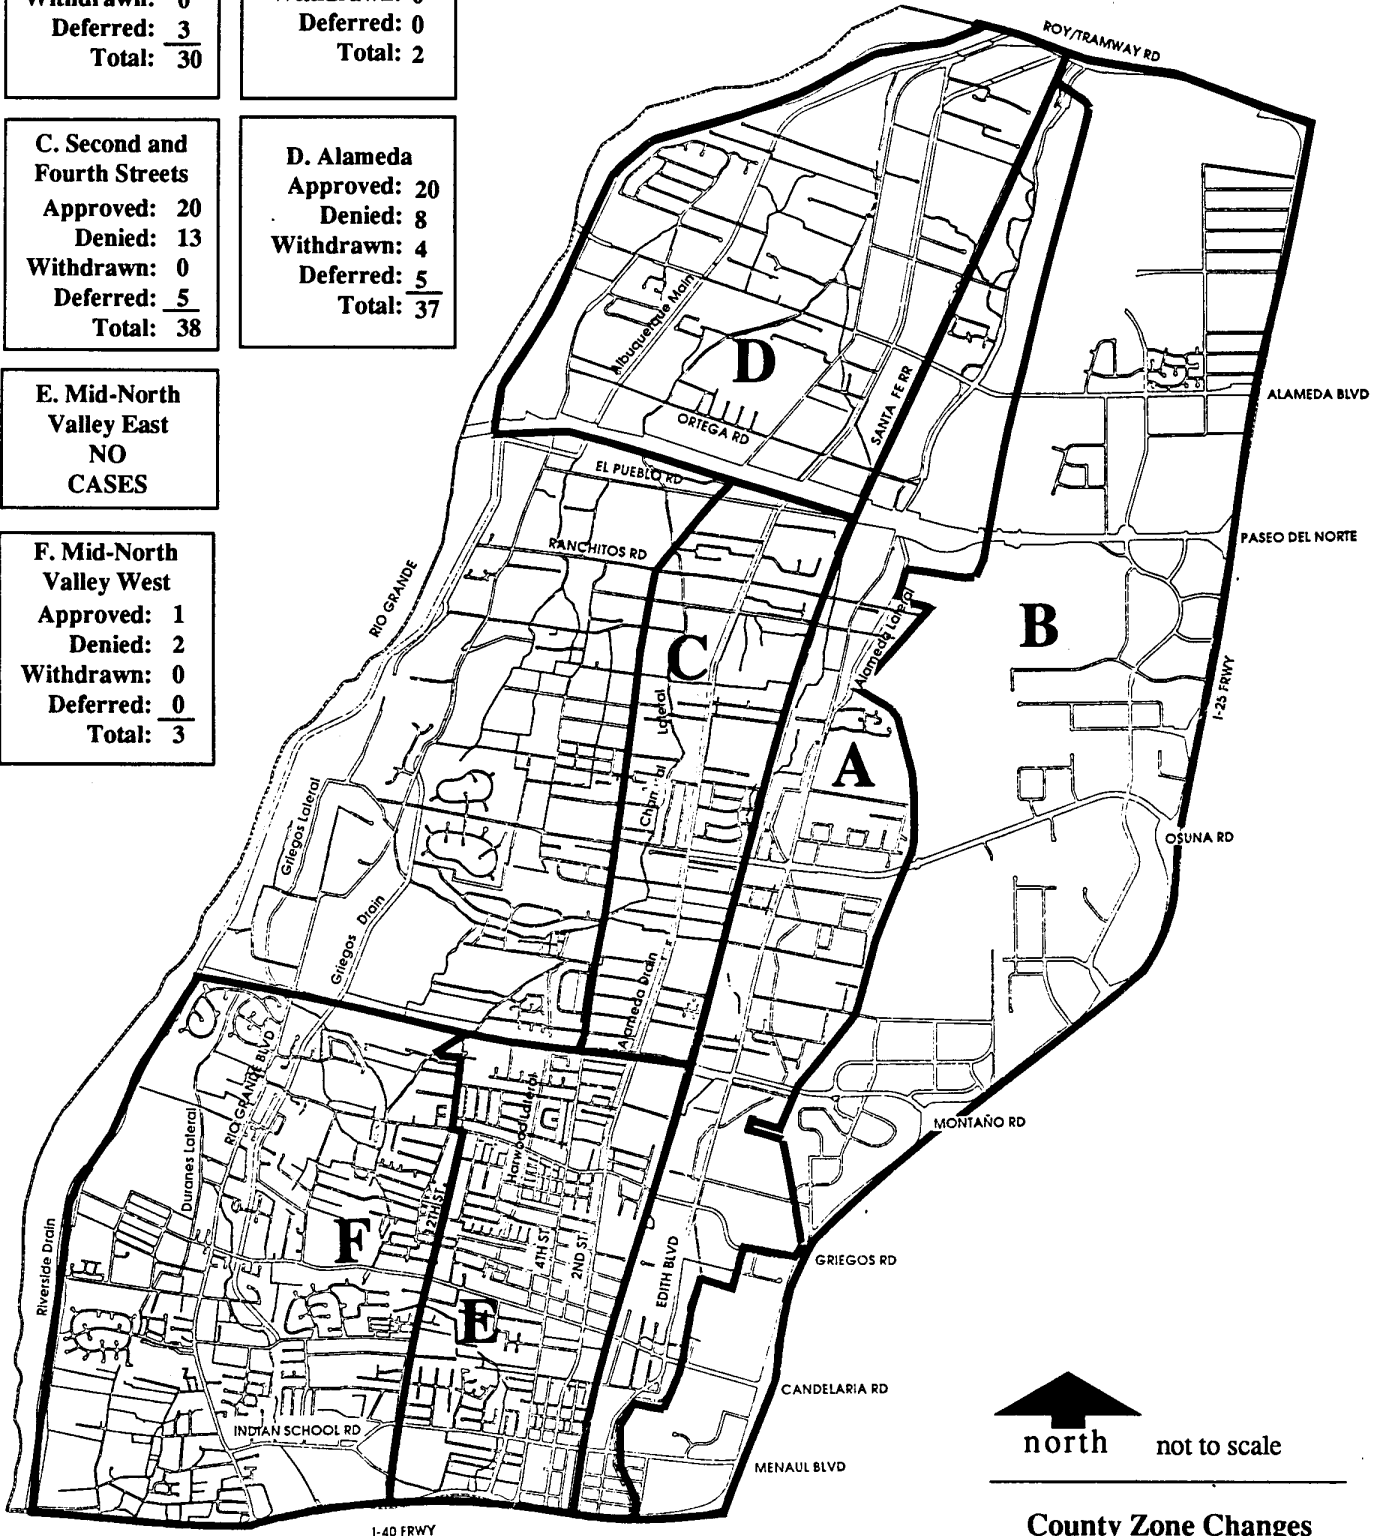 Withdrawn: 0
Deferred: 3
Total: 30
Deferred: 0
Total: 2
C. Second and
Fourth Streets
Approved: 20
Denied: 13
Withdrawn: 0
Deferred: 5
Total: 38
D. Alameda
Approved: 20
Denied: 8
Withdrawn: 4
Deferred: 5
Total: 37
E. Mid-North
Valley East
NO
CASES
F. Mid-North
Valley West
Approved: 1
Denied: 2
Withdrawn: 0
Deferred: 0
Total: 3
ROY/TRAMWAY RD
Albuquerque Main
D
SANTA FE RR
ALAMEDA BLVD
ORTEGA RD
EL PUEBLO RD
PASEO DEL NORTE
RANCHITOS RD
RIO GRANDE
Alameda Lateral
B
C
I-25 FRWY
Lateral
A
Griegos Lateral
OSUNA RD
Griegos Drain
Alameda Drain
RIO GRANDE BLVD
Harwood Lateral
MONTAÑO RD
Duranes Lateral
12TH ST
F
4TH ST
2ND ST
EDITH BLVD
GRIEGOS RD
Riverside Drain
E
CANDELARIA RD
INDIAN SCHOOL RD
MENAUL BLVD
north
not to scale
I-40 FRWY
County Zone Changes